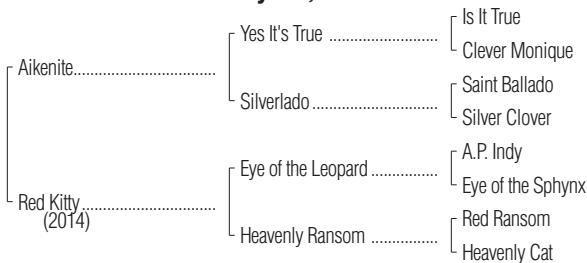 Is It True
Yes It's True ..................
Clever Monique
Aikenite...............................
Saint Ballado
Silverlado .....................
Silver Clover
A.P. Indy
Eye of the Leopard ...............
Eye of the Sphynx
Red Kitty .............................
(2014)
Red Ransom
Heavenly Ransom ..............
Heavenly Cat